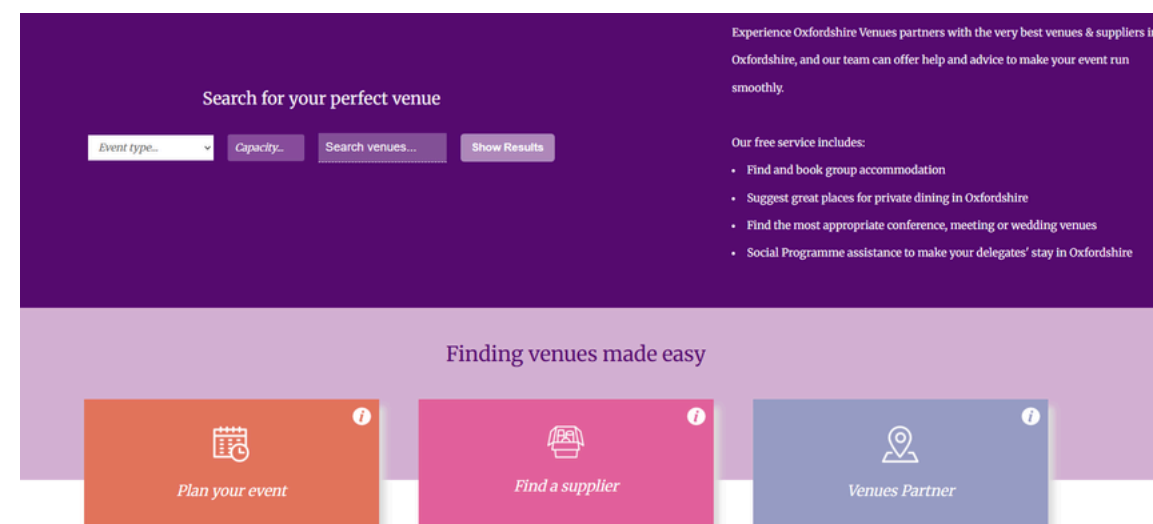 Experience Oxfordshire Venues partners with the very best venues & suppliers
Oxfordshire, and our team can offer help and advice to make your event run
smoothly.
Search for your perfect venue
Event type...
Capacity...
Search venues...
Show Results
Our free service includes:
• Find and book group accommodation
• Suggest great places for private dining in Oxfordshire
• Find the most appropriate conference, meeting or wedding venues
• Social Programme assistance to make your delegates' stay in Oxfordshire
Finding venues made easy
i
i
i
Plan your event
Find a supplier
Venues Partner